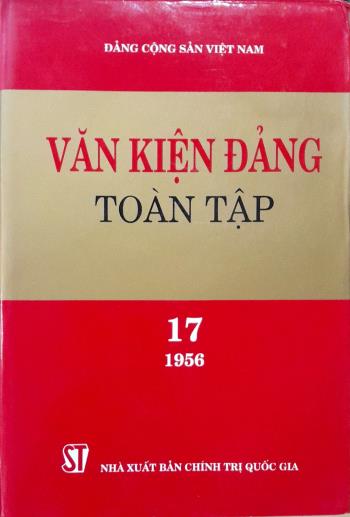 ĐẢNG CỘNG SẢN VIỆT NAM
VĂN KIỆN ĐẢNG
TOÀN TẬP
17
1956
ST
NHÀ XUẤT BẢN CHÍNH TRỊ QUỐC GIA